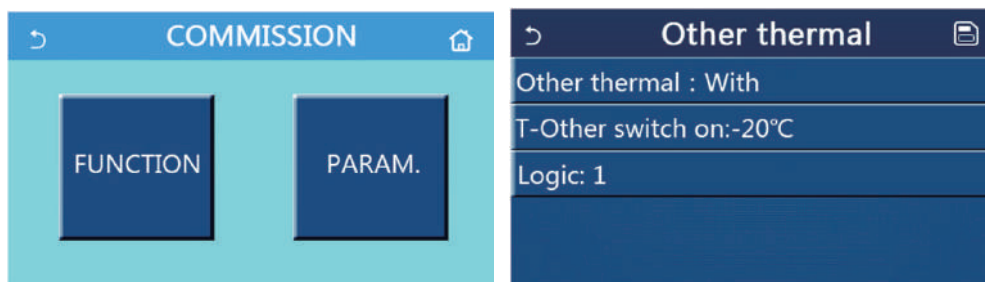 COMMISSION
FUNCTION
PARAM.
Other thermal
Other thermal : With
T-Other switch on:-20℃
Logic: 1